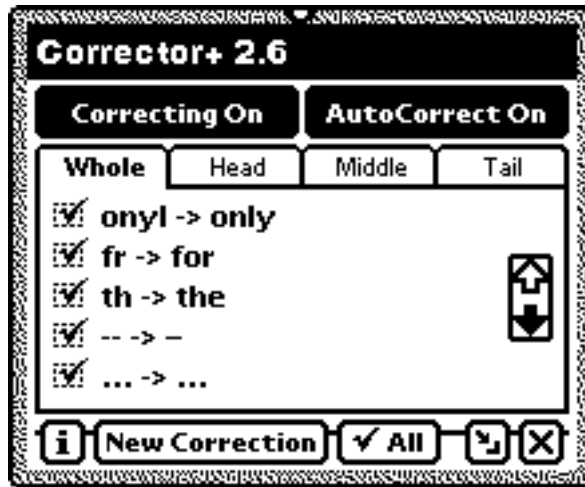 Corrector+ 2.6
Correcting On AutoCorrect On
Whole Head Middle Tail
onyl -> only
fr -> for
th -> the
-- -> –
... -> …
i New Correction ✓ All